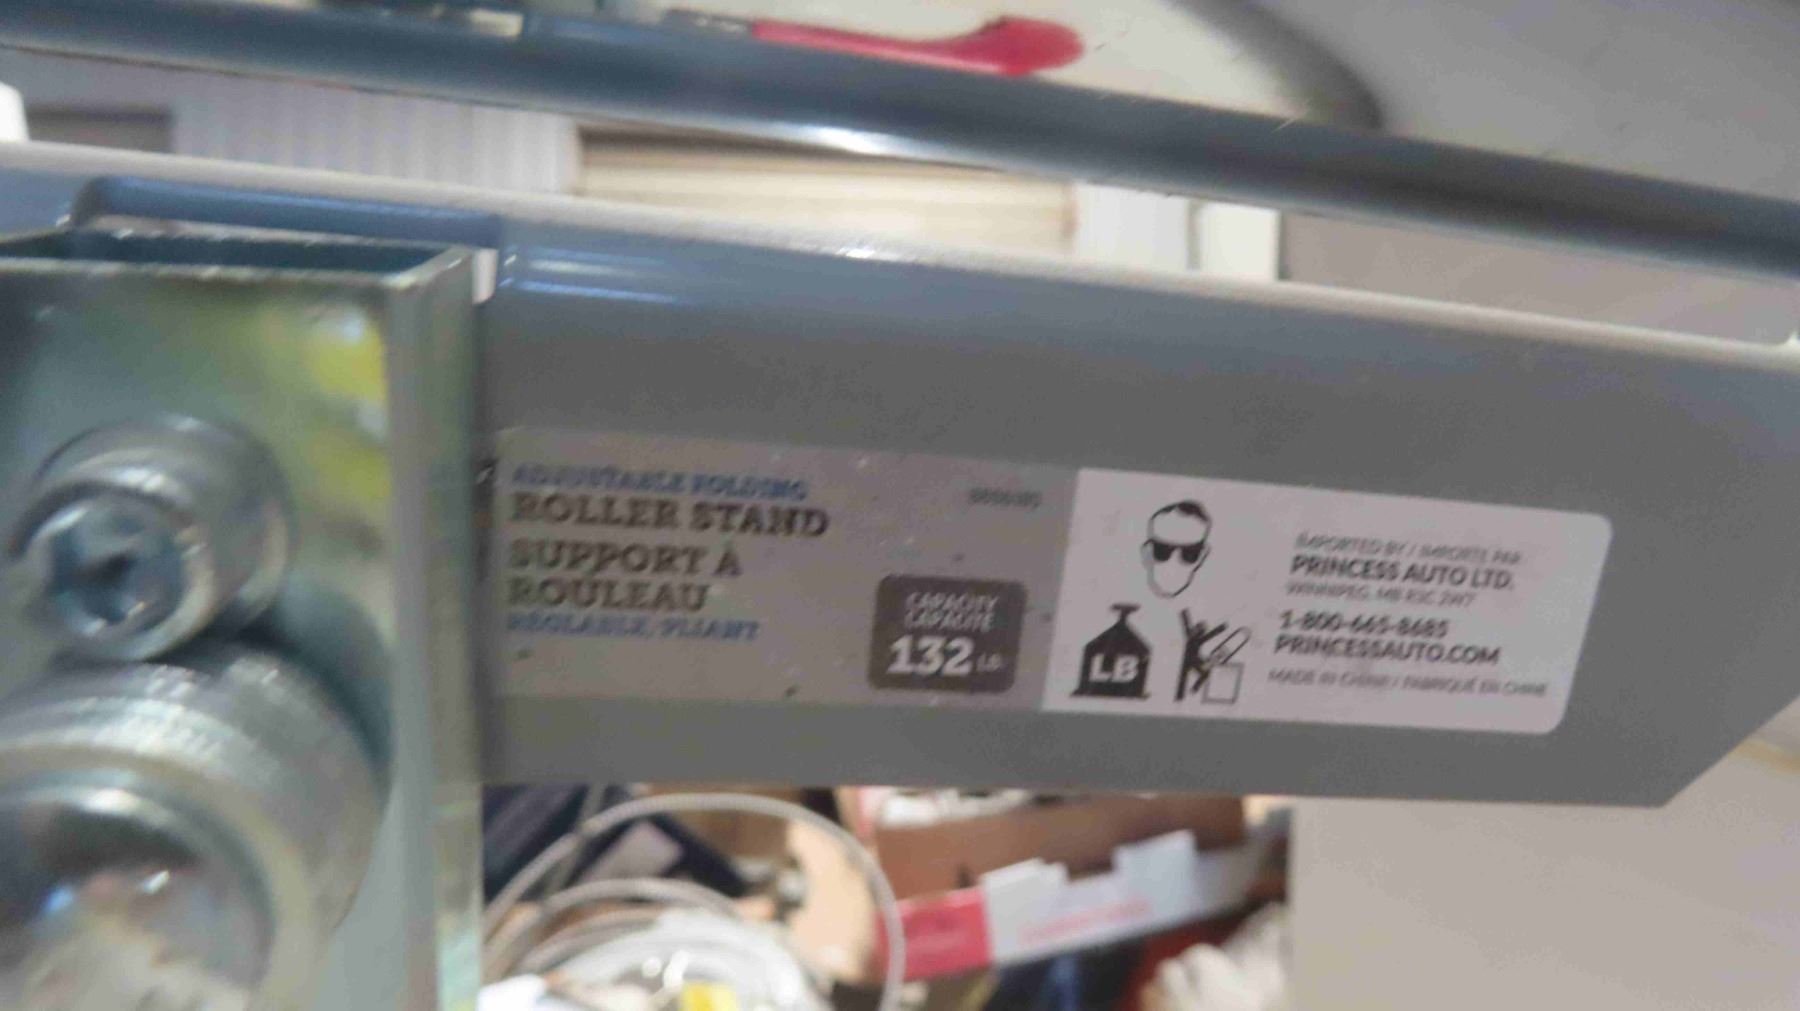 ADJUSTABLE FOLDING
ROLLER STAND
SUPPORT À
ROULEAU
RÉGLABLE, PLIANT
CAPACITY
CAPACITÉ
132 LB
LB
IMPORTED BY / IMPORTÉ PAR
PRINCESS AUTO LTD.
WINNIPEG, MB R3C 2W7
1-800-665-8685
PRINCESSAUTO.COM
MADE IN CHINA / FABRIQUÉ EN CHINE